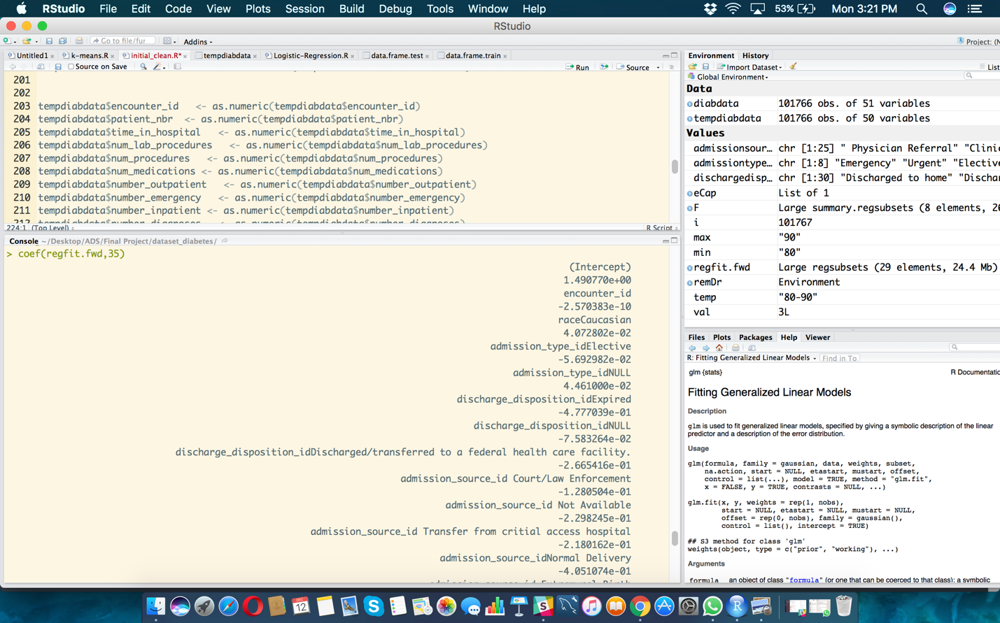 RStudio File Edit Code View Plots Session Build Debug Tools Window Help 53% Mon 3:21 PM
RStudio
Go to file/fur Addins
Project: (N
Untitled1 k-means.R initial_clean.R* tempdiabdata Logistic-Regression.R data.frame.test data.frame.train
Source on Save Run Source
201
202
203 tempdiabdata$encounter_id <- as.numeric(tempdiabdata$encounter_id)
204 tempdiabdata$patient_nbr <- as.numeric(tempdiabdata$patient_nbr)
205 tempdiabdata$time_in_hospital <- as.numeric(tempdiabdata$time_in_hospital)
206 tempdiabdata$num_lab_procedures <- as.numeric(tempdiabdata$num_lab_procedures)
207 tempdiabdata$num_procedures <- as.numeric(tempdiabdata$num_procedures)
208 tempdiabdata$num_medications <- as.numeric(tempdiabdata$num_medications)
209 tempdiabdata$number_outpatient <- as.numeric(tempdiabdata$number_outpatient)
210 tempdiabdata$number_emergency <- as.numeric(tempdiabdata$number_emergency)
211 tempdiabdata$number_inpatient <- as.numeric(tempdiabdata$number_inpatient)
212 tempdiabdata$number_diagnoses <- as.numeric(tempdiabdata$number_diagnoses)
224:1 (Top Level) R Script
Console ~/Desktop/ADS/Final Project/dataset_diabetes/
> coef(regfit.fwd,35)
(Intercept)
1.490770e+00
encounter_id
-2.570383e-10
raceCaucasian
4.072802e-02
admission_type_idElective
-5.692982e-02
admission_type_idNULL
4.461000e-02
discharge_disposition_idExpired
-4.777039e-01
discharge_disposition_idNULL
-7.583264e-02
discharge_disposition_idDischarged/transferred to a federal health care facility.
-2.665416e-01
admission_source_id Court/Law Enforcement
-1.280504e-01
admission_source_id Not Available
-2.298245e-01
admission_source_id Transfer from critial access hospital
-2.180162e-01
admission_source_idNormal Delivery
-4.051074e-01
admission_source_id Extramural Birth
Environment History
Import Dataset List
Global Environment
Data
diabdata 101766 obs. of 51 variables
tempdiabdata 101766 obs. of 50 variables
Values
admissionsour… chr [1:25] " Physician Referral" "Clinic
admissiontype… chr [1:8] "Emergency" "Urgent" "Elective
dischargedisp… chr [1:30] "Discharged to home" "Dischar
eCap List of 1
F Large summary.regsubsets (8 elements, 26
i 101767
max "90"
min "80"
regfit.fwd Large regsubsets (29 elements, 24.4 Mb)
remDr Environment
temp "80-90"
val 3L
Files Plots Packages Help Viewer
R: Fitting Generalized Linear Models Find in To
glm {stats} R Documentatio
Fitting Generalized Linear Models
Description
glm is used to fit generalized linear models, specified by giving a symbolic description of the linear
predictor and a description of the error distribution.
Usage
glm(formula, family = gaussian, data, weights, subset,
na.action, start = NULL, etastart, mustart, offset,
control = list(...), model = TRUE, method = "glm.fit",
x = FALSE, y = TRUE, contrasts = NULL, ...)
glm.fit(x, y, weights = rep(1, nobs),
start = NULL, etastart = NULL, mustart = NULL,
offset = rep(0, nobs), family = gaussian(),
control = list(), intercept = TRUE)
## S3 method for class 'glm'
weights(object, type = c("prior", "working"), ...)
Arguments
formula an object of class "formula" (or one that can be coerced to that class): a symbolic
DEC
12